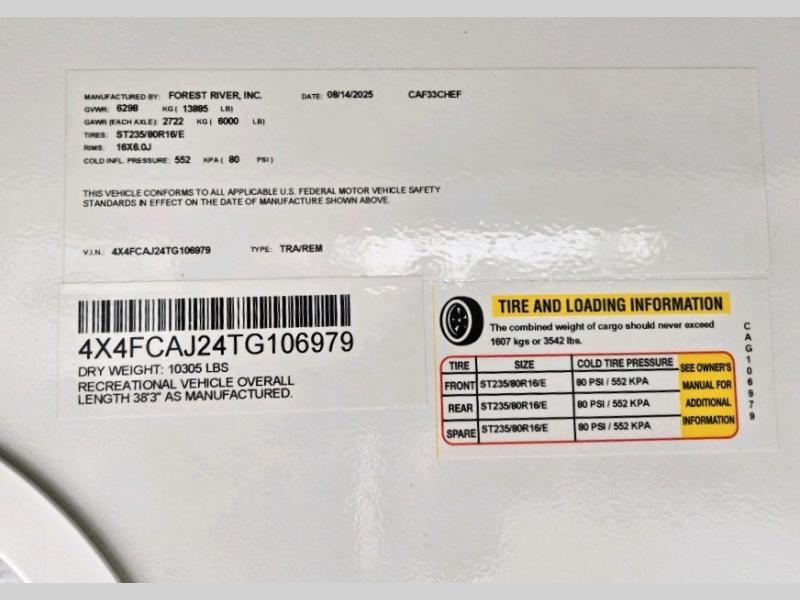 MANUFACTURED BY: FOREST RIVER, INC. DATE: 08/14/2025 CAF33CHEF
GVWR: 6298 KG ( 13885 LB)
GAWR (EACH AXLE): 2722 KG ( 6000 LB)
TIRES: ST235/80R16/E
RIMS: 16X6.0J
COLD INFL. PRESSURE: 552 KPA ( 80 PSI)
THIS VEHICLE CONFORMS TO ALL APPLICABLE U.S. FEDERAL MOTOR VEHICLE SAFETY
STANDARDS IN EFFECT ON THE DATE OF MANUFACTURE SHOWN ABOVE.
V.I.N.: 4X4FCAJ24TG106979 TYPE: TRA/REM
4X4FCAJ24TG106979
DRY WEIGHT: 10305 LBS
RECREATIONAL VEHICLE OVERALL
LENGTH 38'3" AS MANUFACTURED.
TIRE AND LOADING INFORMATION
The combined weight of cargo should never exceed
1607 kgs or 3542 lbs.
TIRE SIZE COLD TIRE PRESSURE
FRONT ST235/80R16/E 80 PSI / 552 KPA
REAR ST235/80R16/E 80 PSI / 552 KPA
SPARE ST235/80R16/E 80 PSI / 552 KPA
SEE OWNER'S
MANUAL FOR
ADDITIONAL
INFORMATION
CAG106979